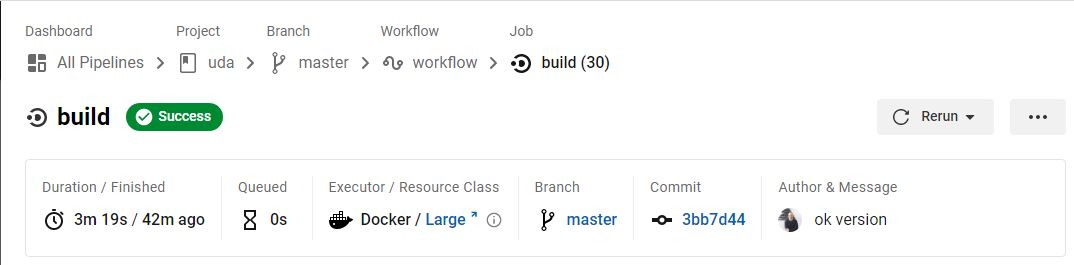 Dashboard Project Branch Workflow Job
All Pipelines uda master workflow build (30)
build Success Rerun
Duration / Finished Queued Executor / Resource Class Branch Commit Author & Message
3m 19s / 42m ago 0s Docker / Large master 3bb7d44 ok version